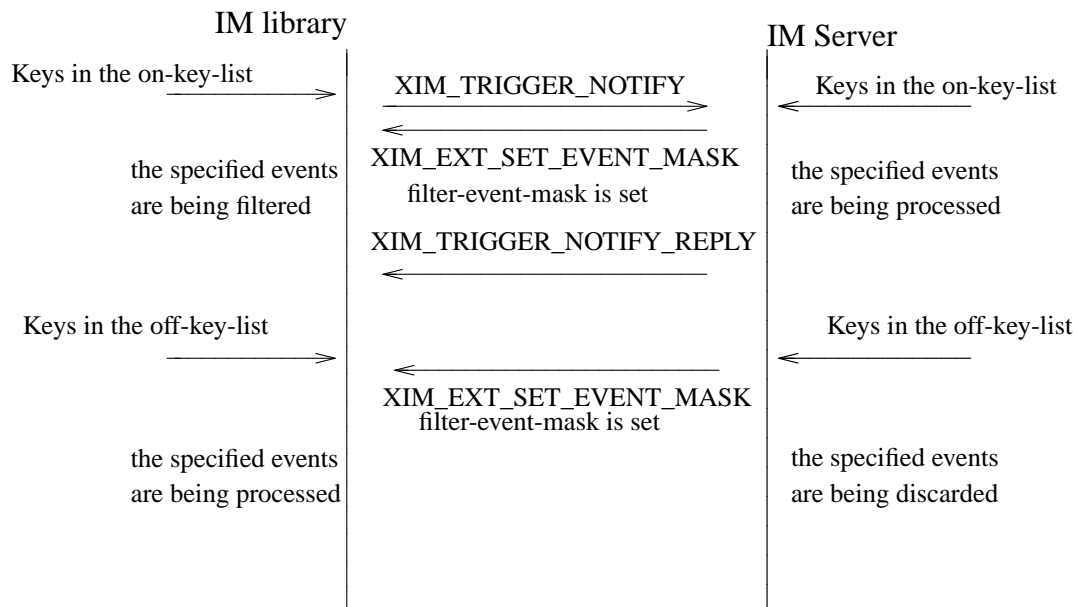 IM library
IM Server
Keys in the on-key-list
XIM_TRIGGER_NOTIFY
Keys in the on-key-list
the specified events
are being filtered
XIM_EXT_SET_EVENT_MASK
filter-event-mask is set
the specified events
are being processed
XIM_TRIGGER_NOTIFY_REPLY
Keys in the off-key-list
Keys in the off-key-list
XIM_EXT_SET_EVENT_MASK
filter-event-mask is set
the specified events
are being processed
the specified events
are being discarded